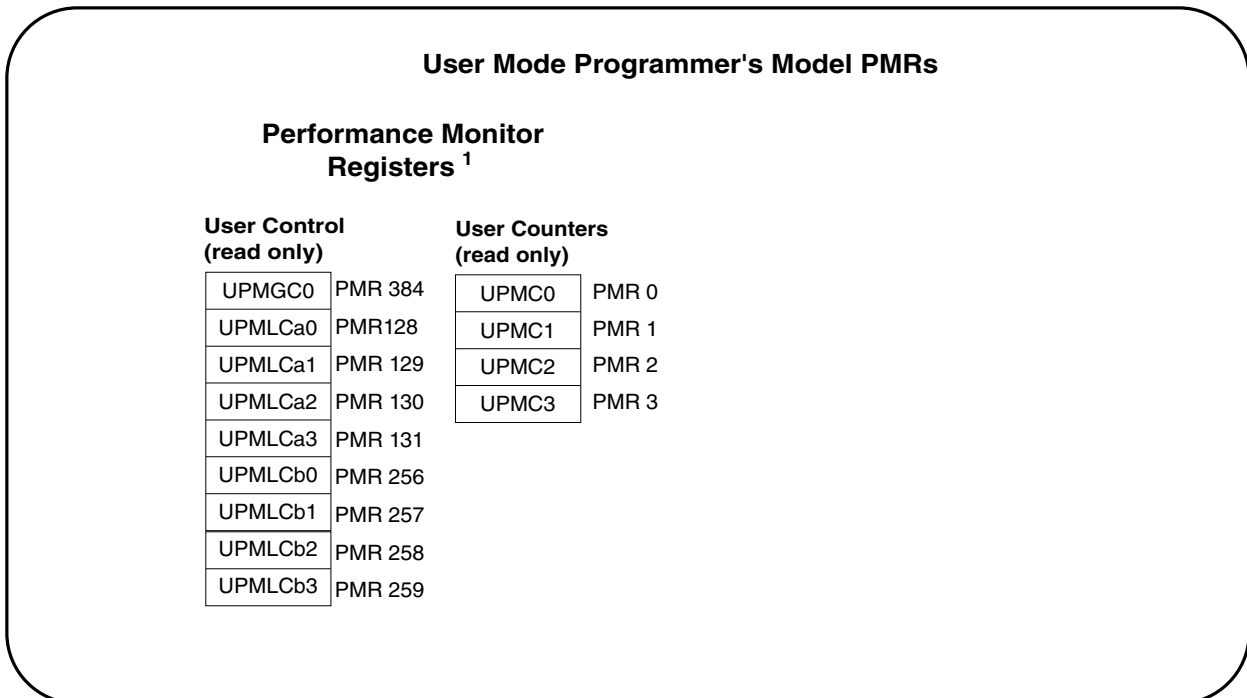 User Mode Programmer's Model PMRs
Performance Monitor
Registers 1
User Control
(read only)
UPMGC0 PMR 384
UPMLCa0 PMR128
UPMLCa1 PMR 129
UPMLCa2 PMR 130
UPMLCa3 PMR 131
UPMLCb0 PMR 256
UPMLCb1 PMR 257
UPMLCb2 PMR 258
UPMLCb3 PMR 259
User Counters
(read only)
UPMC0 PMR 0
UPMC1 PMR 1
UPMC2 PMR 2
UPMC3 PMR 3